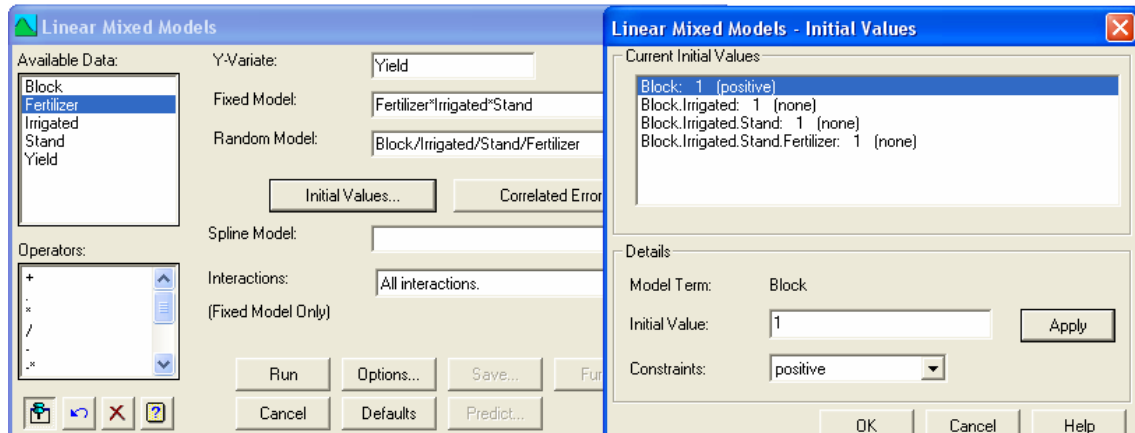 Linear Mixed Models
Available Data:
Block
Fertilizer
Irrigated
Stand
Yield
Operators:
+
.
*
/
-
-*
Y-Variate:
Yield
Fixed Model:
Fertilizer*Irrigated*Stand
Random Model:
Block/Irrigated/Stand/Fertilizer
Initial Values...
Correlated Error
Spline Model:
Interactions:
All interactions.
(Fixed Model Only)
Run
Options...
Save...
Cancel
Defaults
Predict...
Linear Mixed Models - Initial Values
Current Initial Values
Block: 1 (positive)
Block.Irrigated: 1 (none)
Block.Irrigated.Stand: 1 (none)
Block.Irrigated.Stand.Fertilizer: 1 (none)
Details
Model Term:
Block
Initial Value:
1
Apply
Constraints:
positive
OK
Cancel
Help